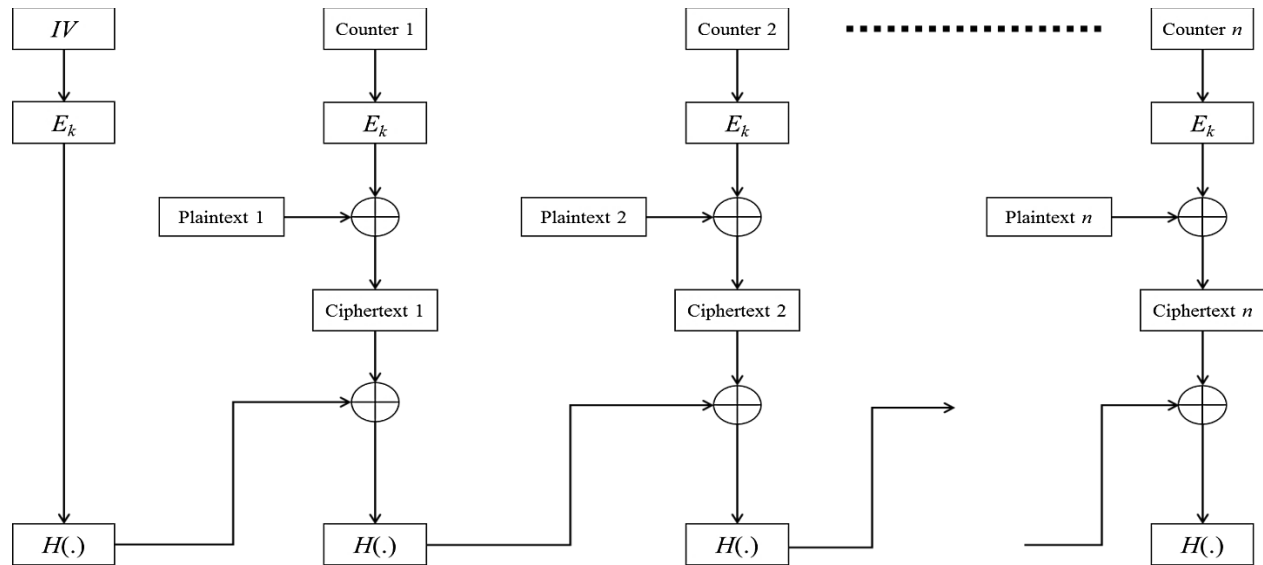 IV
Counter 1
Counter 2
Counter n
E_k
E_k
E_k
E_k
Plaintext 1
Plaintext 2
Plaintext n
Ciphertext 1
Ciphertext 2
Ciphertext n
H(.)
H(.)
H(.)
H(.)